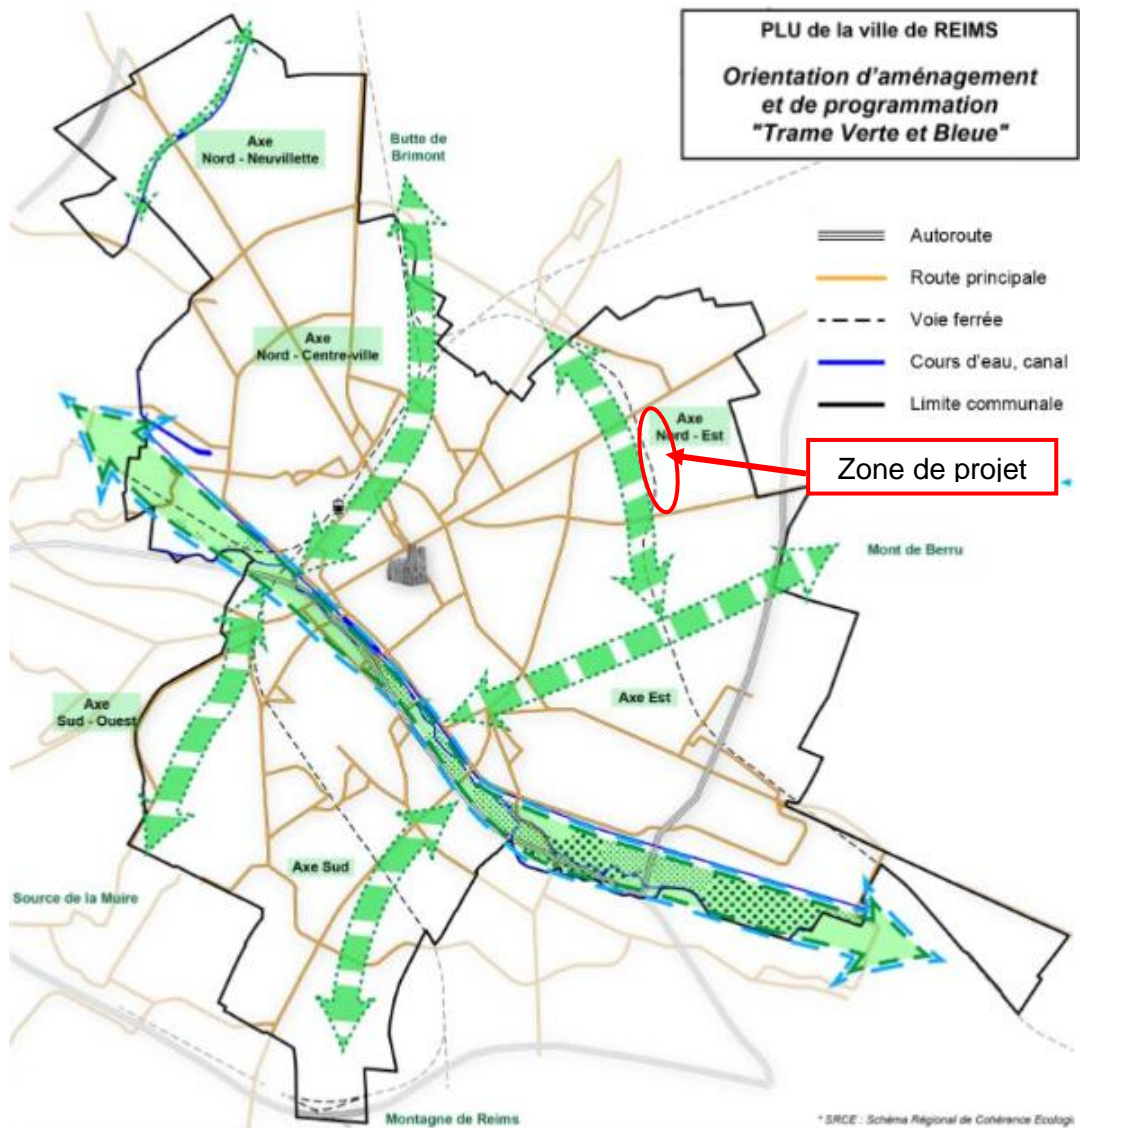 PLU de la ville de REIMS
Orientation d'aménagement
et de programmation
"Trame Verte et Bleue"
Axe
Nord - Neuvillette
Butte de
Brimont
Autoroute
Route principale
Voie ferrée
Cours d'eau, canal
Limite communale
Axe
Nord - Centre-ville
Axe
Nord - Est
Zone de projet
Mont de Berru
Axe
Sud - Ouest
Axe Est
Axe Sud
Source de la Muire
Montagne de Reims
* SRCE : Schéma Régional de Cohérence Ecologi